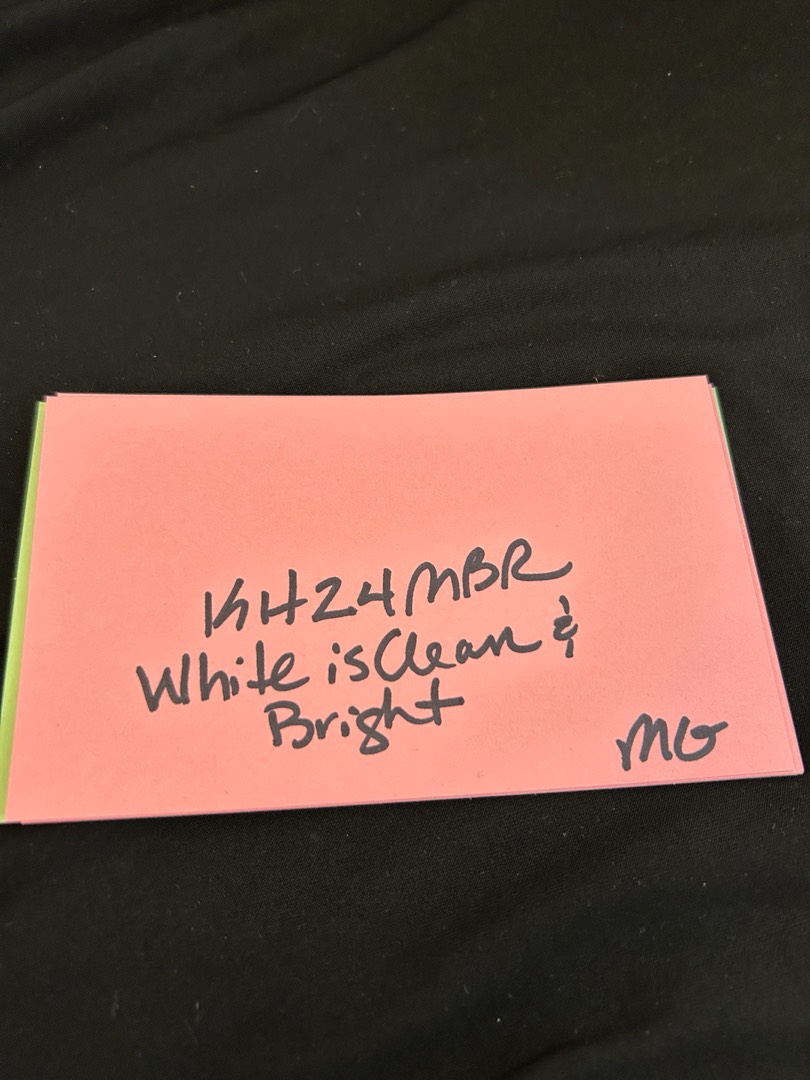 KH24MBR
White is Clean &
Bright
MG